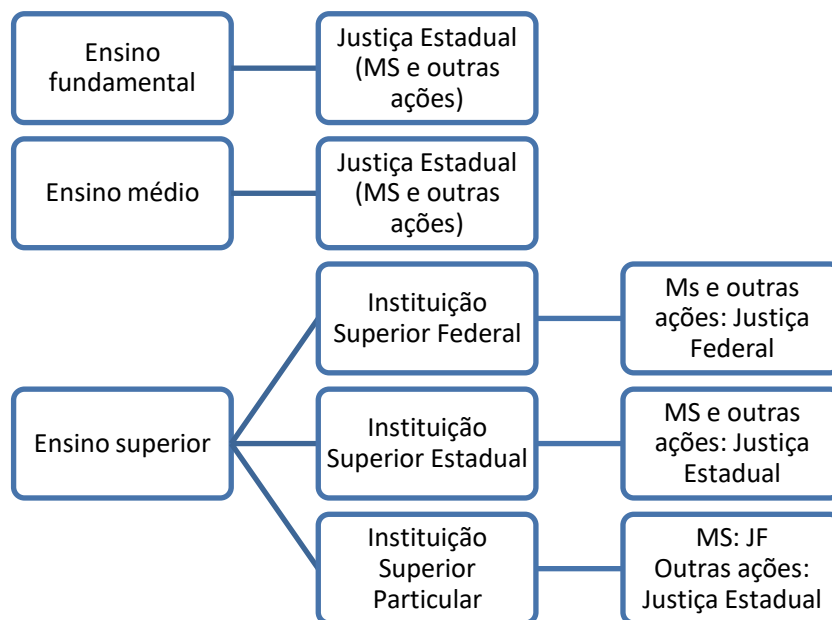 Ensino
fundamental
Justiça Estadual
(MS e outras
ações)
Ensino médio
Justiça Estadual
(MS e outras
ações)
Ensino superior
Instituição
Superior Federal
Ms e outras
ações: Justiça
Federal
Instituição
Superior Estadual
MS e outras
ações: Justiça
Estadual
Instituição
Superior
Particular
MS: JF
Outras ações:
Justiça Estadual